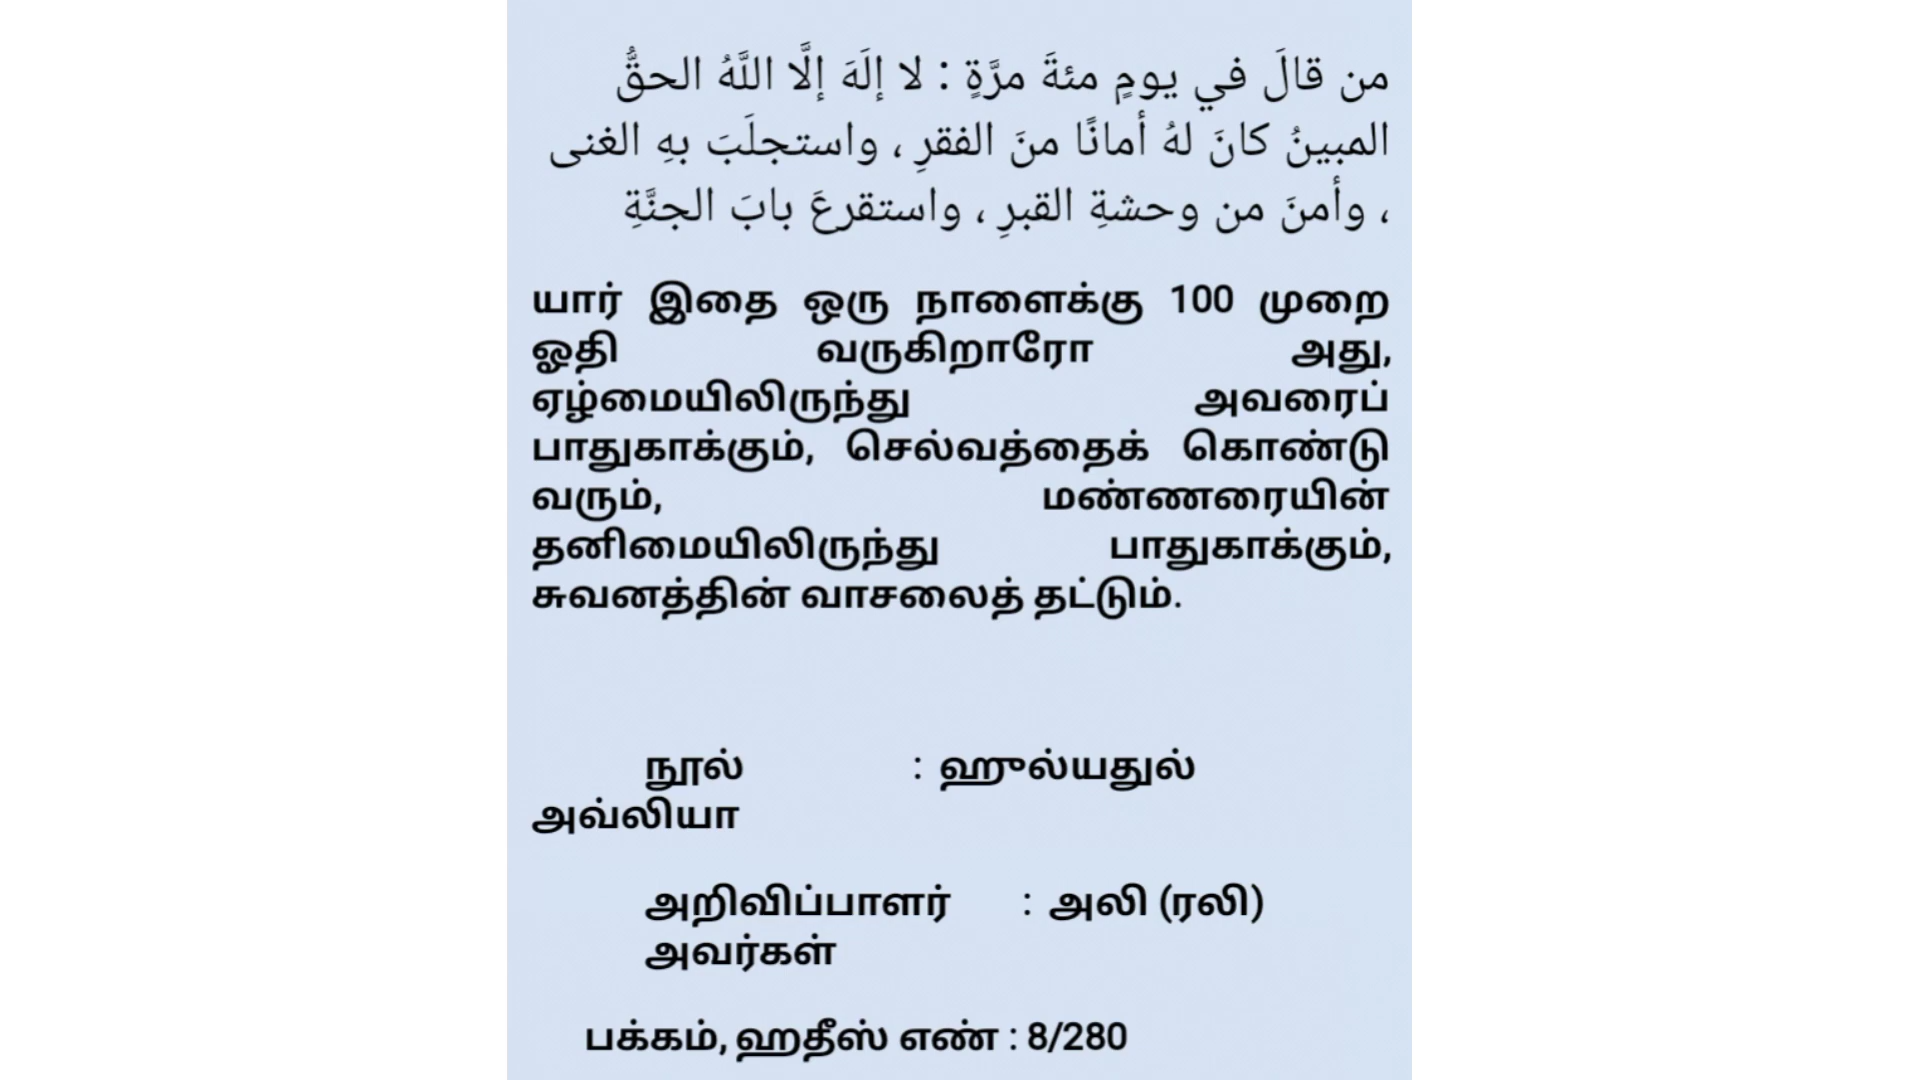 من قالَ في يومٍ مئةَ مرَّةٍ : لا إلَهَ إلَّا اللَّهُ الحقُّ
المبينُ كانَ لهُ أمانًا منَ الفقرِ ، واستجلَبَ بهِ الغنى
، وأمنَ من وحشةِ القبرِ ، واستقرعَ بابَ الجنَّةِ
யார் இதை ஒரு நாளைக்கு 100 முறை
ஓதி வருகிறாரோ அது,
ஏழ்மையிலிருந்து அவரைப்
பாதுகாக்கும், செல்வத்தைக் கொண்டு
வரும், மண்ணரையின்
தனிமையிலிருந்து பாதுகாக்கும்,
சுவனத்தின் வாசலைத் தட்டும்.
நூல் : ஹுல்யதுல்
அவ்லியா
அறிவிப்பாளர் : அலி (ரலி)
அவர்கள்
பக்கம், ஹதீஸ் எண் : 8/280